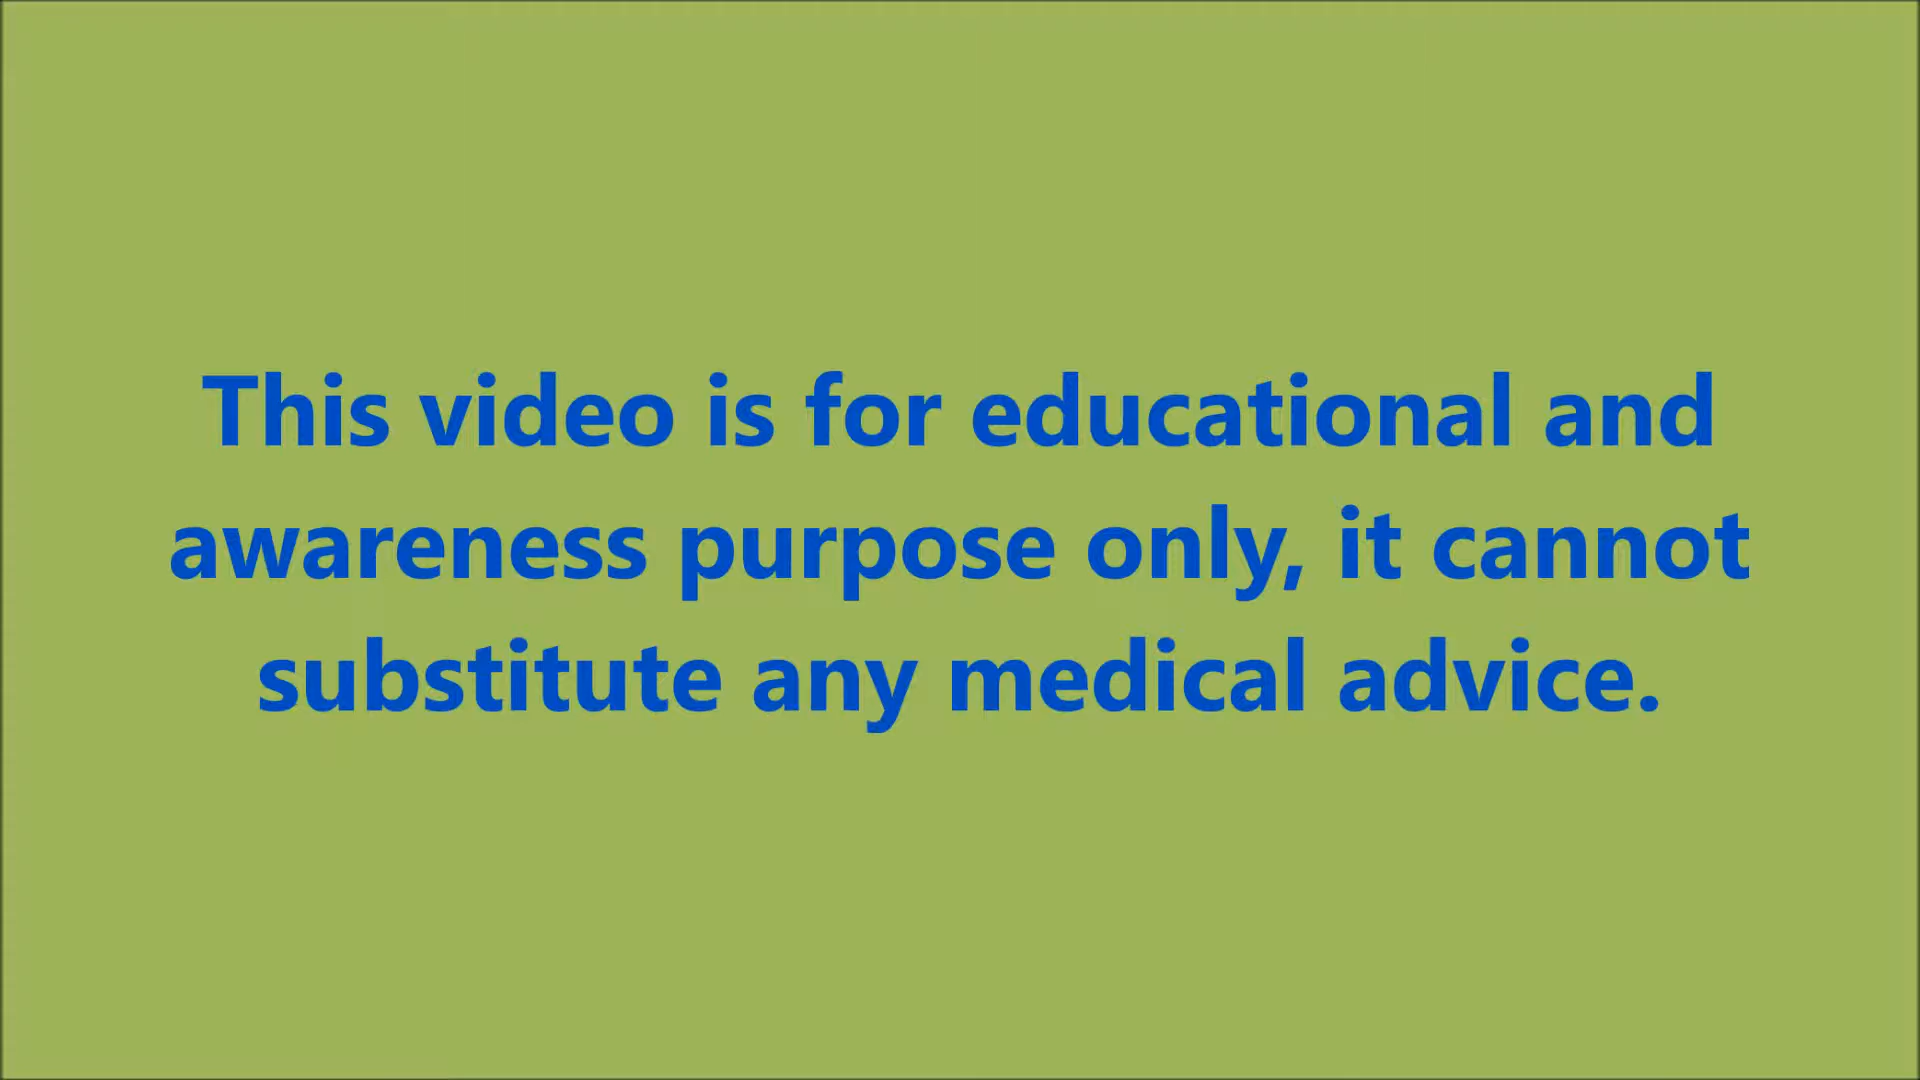 This video is for educational and
awareness purpose only, it cannot
substitute any medical advice.